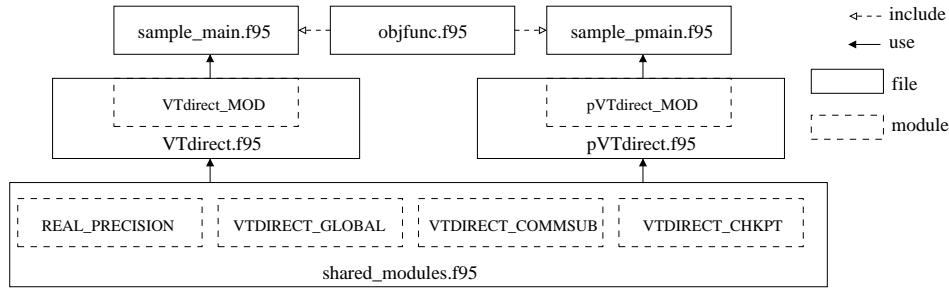 sample_main.f95
objfunc.f95
sample_pmain.f95
include
use
file
module
VTdirect_MOD
VTdirect.f95
pVTdirect_MOD
pVTdirect.f95
REAL_PRECISION
VTDIRECT_GLOBAL
VTDIRECT_COMMSUB
VTDIRECT_CHKPT
shared_modules.f95